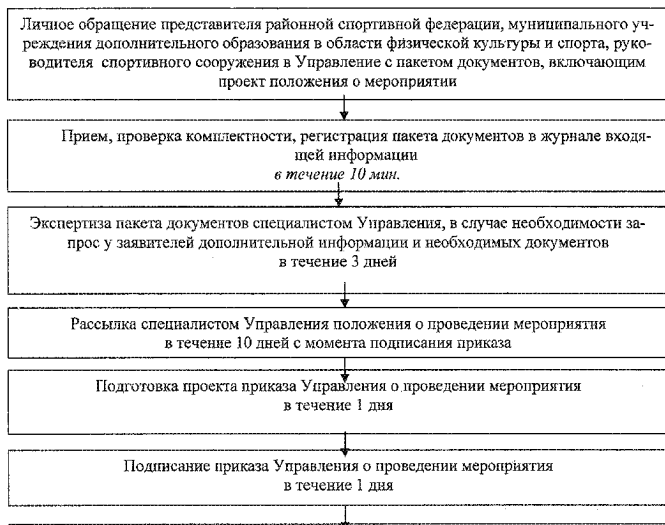 Личное обращение представителя районной спортивной федерации, муниципального уч-
реждения дополнительного образования в области физической культуры и спорта, руко-
водителя спортивного сооружения в Управление с пакетом документов, включающим
проект положения о мероприятии
Прием, проверка комплектности, регистрация пакета документов в журнале входя-
щей информации
в течение 10 мин.
Экспертиза пакета документов специалистом Управления, в случае необходимости за-
прос у заявителей дополнительной информации и необходимых документов
в течение 3 дней
Рассылка специалистом Управления положения о проведении мероприятия
в течение 10 дней с момента подписания приказа
Подготовка проекта приказа Управления о проведении мероприятия
в течение 1 дня
Подписание приказа Управления о проведении мероприятия
в течение 1 дня